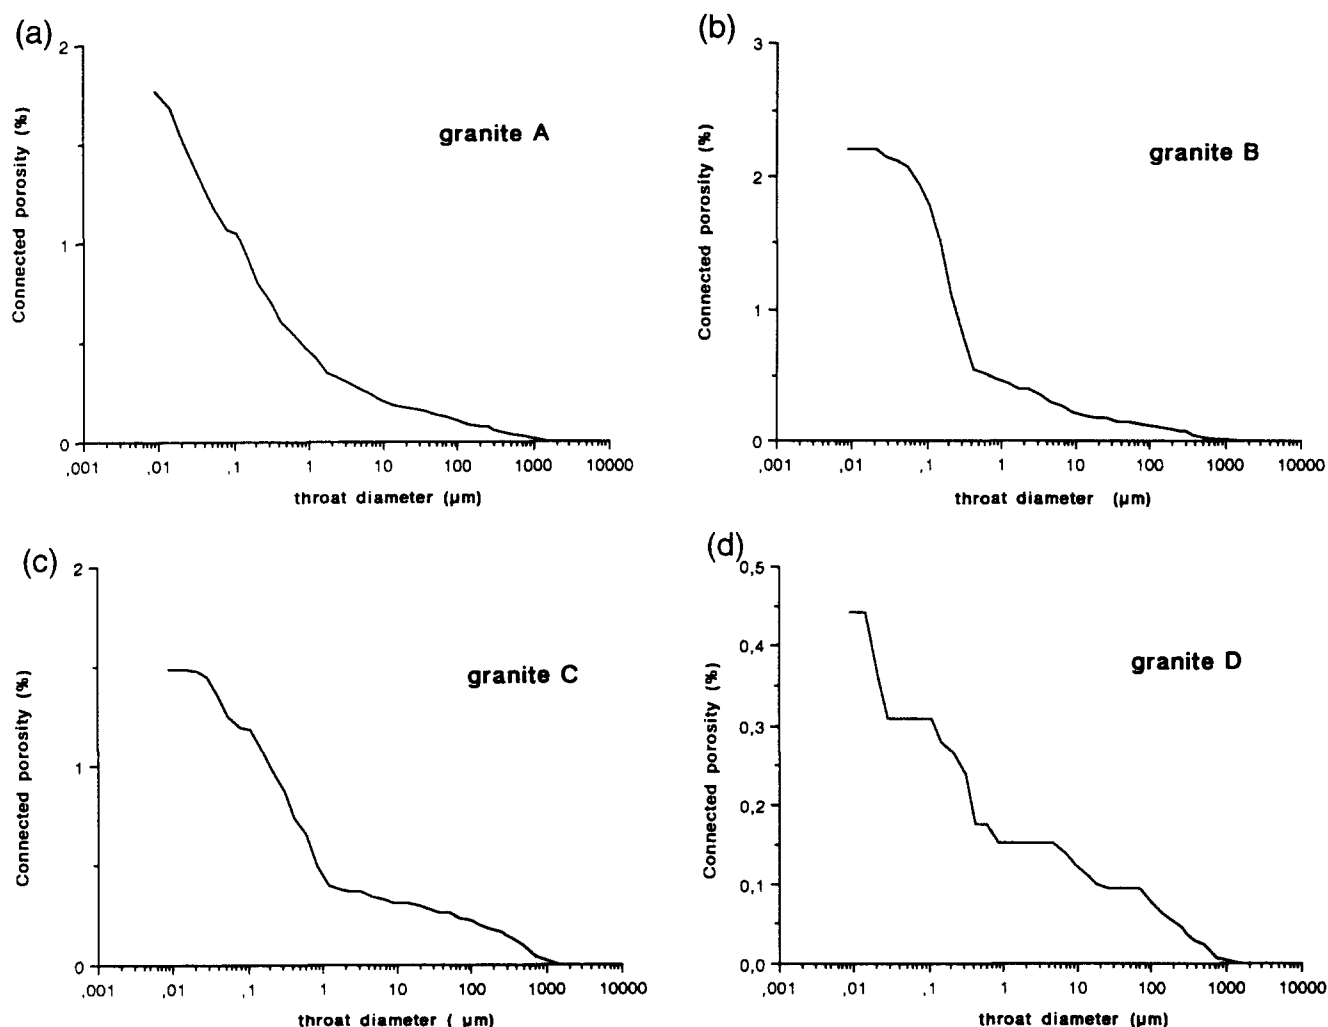 (a)
2
1
0
Connected porosity (%)
granite A
,001 ,01 ,1 1 10 100 1000 10000
throat diameter (µm)
(b)
3
2
1
0
Connected porosity (%)
granite B
,001 ,01 ,1 1 10 100 1000 10000
throat diameter (µm)
(c)
2
1
0
Connected porosity (%)
granite C
,001 ,01 ,1 1 10 100 1000 10000
throat diameter ( µm)
(d)
0,5
0,4
0,3
0,2
0,1
0,0
Connected porosity (%)
granite D
,001 ,01 ,1 1 10 100 1000 10000
throat diameter (µm)